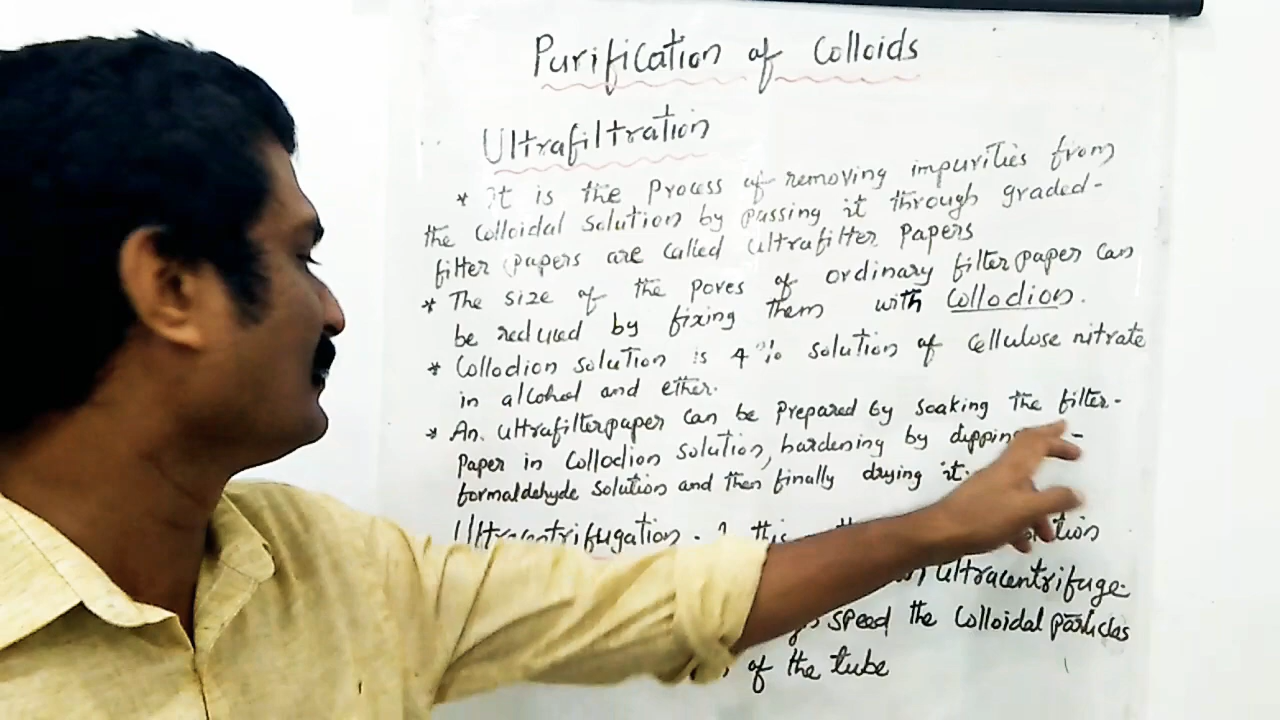 Purification of Colloids
Ultrafiltration
* It is the Process of removing impurities from
the colloidal solution by passing it through graded-
filter papers are called ultrafilter papers
* The size of the pores of ordinary filter paper can
be reduced by fixing them with Collodion.
* Collodion solution is 4% solution of cellulose nitrate
in alcohol and ether.
* An. ultrafilterpaper can be prepared by soaking the filter-
paper in Collodion solution, hardening by dipping
formaldehyde solution and then finally drying it.
Ultracentrifugation - this
ultracentrifuge.
speed the colloidal particles
of the tube